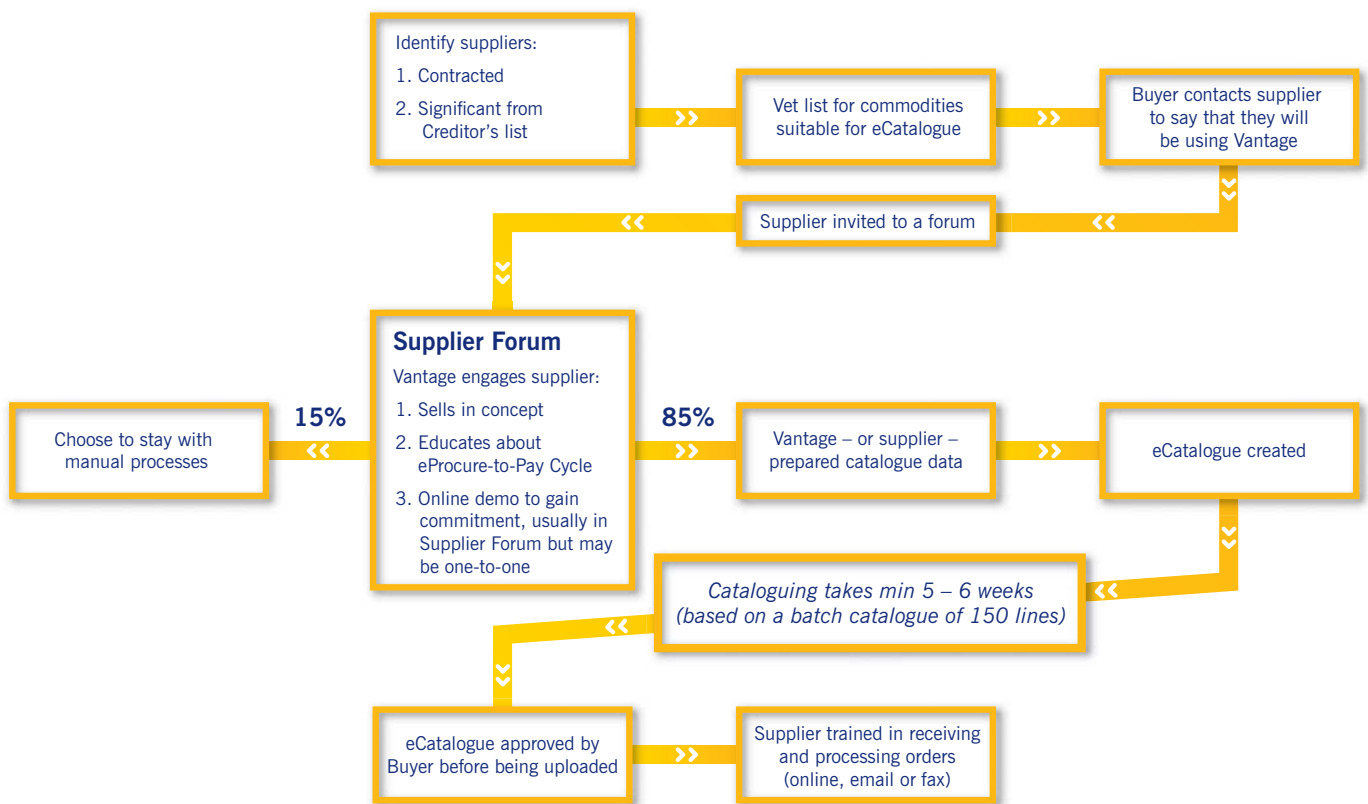 Identify suppliers:
1. Contracted
2. Significant from
Creditor's list
Vet list for commodities
suitable for eCatalogue
Buyer contacts supplier
to say that they will
be using Vantage
Supplier invited to a forum
Supplier Forum
Vantage engages supplier:
1. Sells in concept
2. Educates about
eProcure-to-Pay Cycle
3. Online demo to gain
commitment, usually in
Supplier Forum but may
be one-to-one
15%
Choose to stay with
manual processes
85%
Vantage – or supplier –
prepared catalogue data
eCatalogue created
Cataloguing takes min 5 – 6 weeks
(based on a batch catalogue of 150 lines)
eCatalogue approved by
Buyer before being uploaded
Supplier trained in receiving
and processing orders
(online, email or fax)